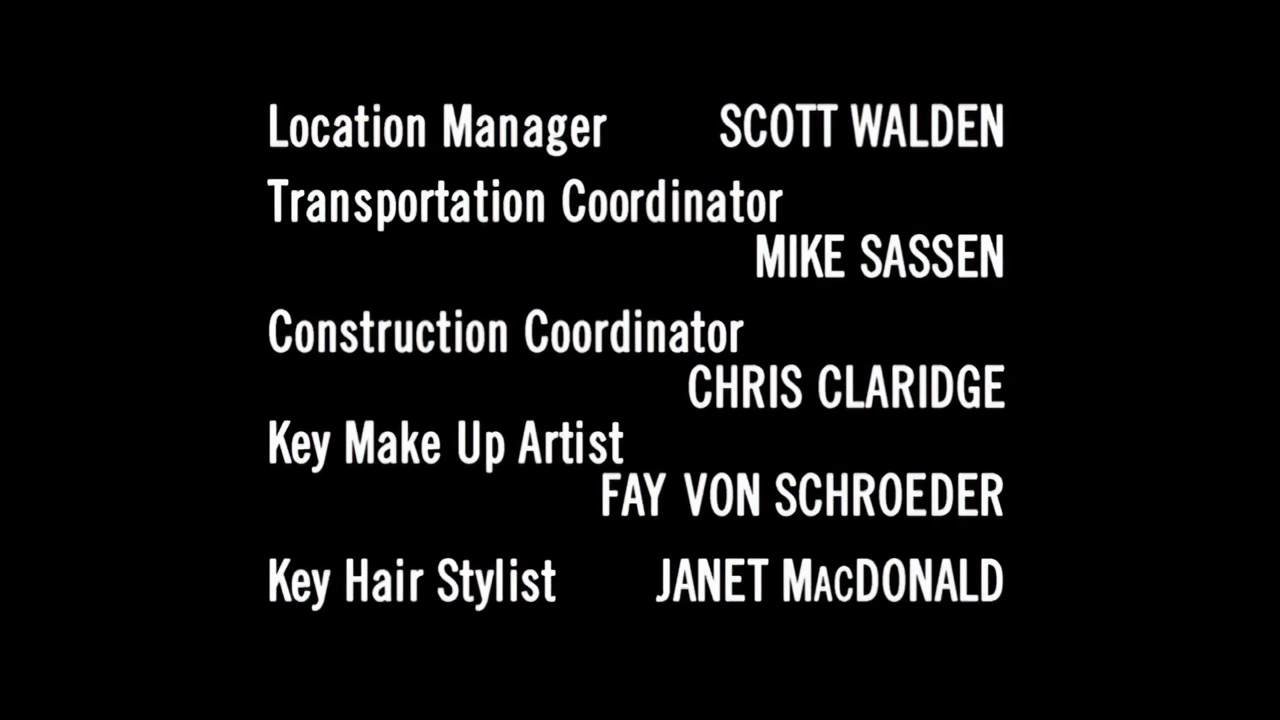 Location Manager SCOTT WALDEN
Transportation Coordinator
MIKE SASSEN
Construction Coordinator
CHRIS CLARIDGE
Key Make Up Artist
FAY VON SCHROEDER
Key Hair Stylist JANET MACDONALD